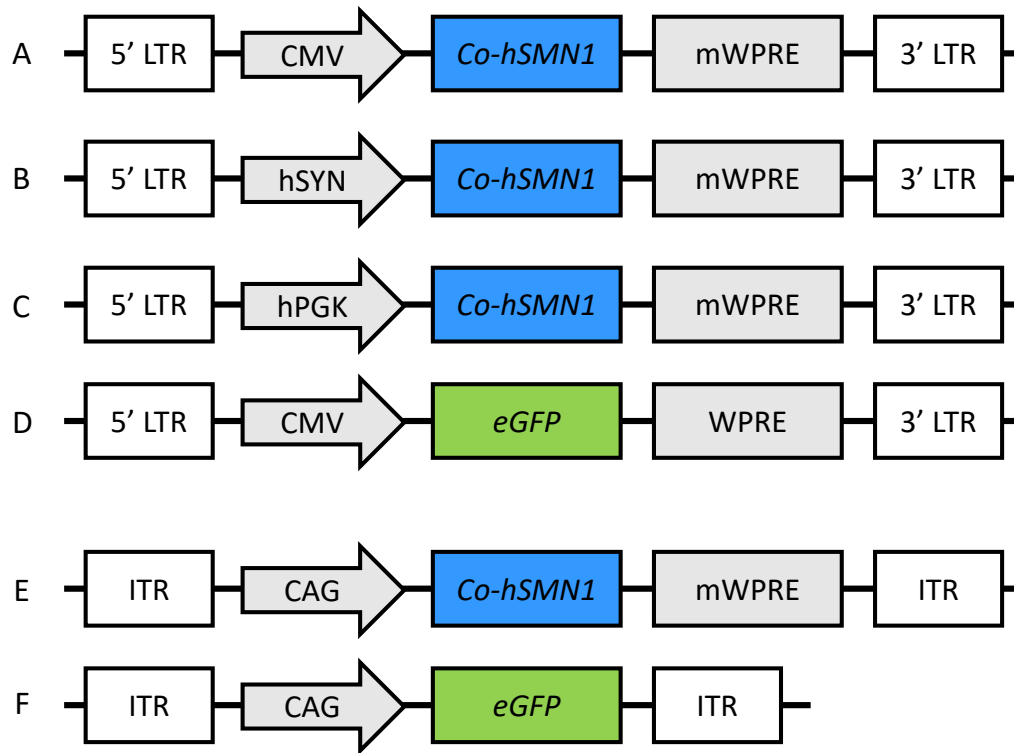 A 5’ LTR CMV Co-hSMN1 mWPRE 3’ LTR
B 5’ LTR hSYN Co-hSMN1 mWPRE 3’ LTR
C 5’ LTR hPGK Co-hSMN1 mWPRE 3’ LTR
D 5’ LTR CMV eGFP WPRE 3’ LTR
E ITR CAG Co-hSMN1 mWPRE ITR
F ITR CAG eGFP ITR